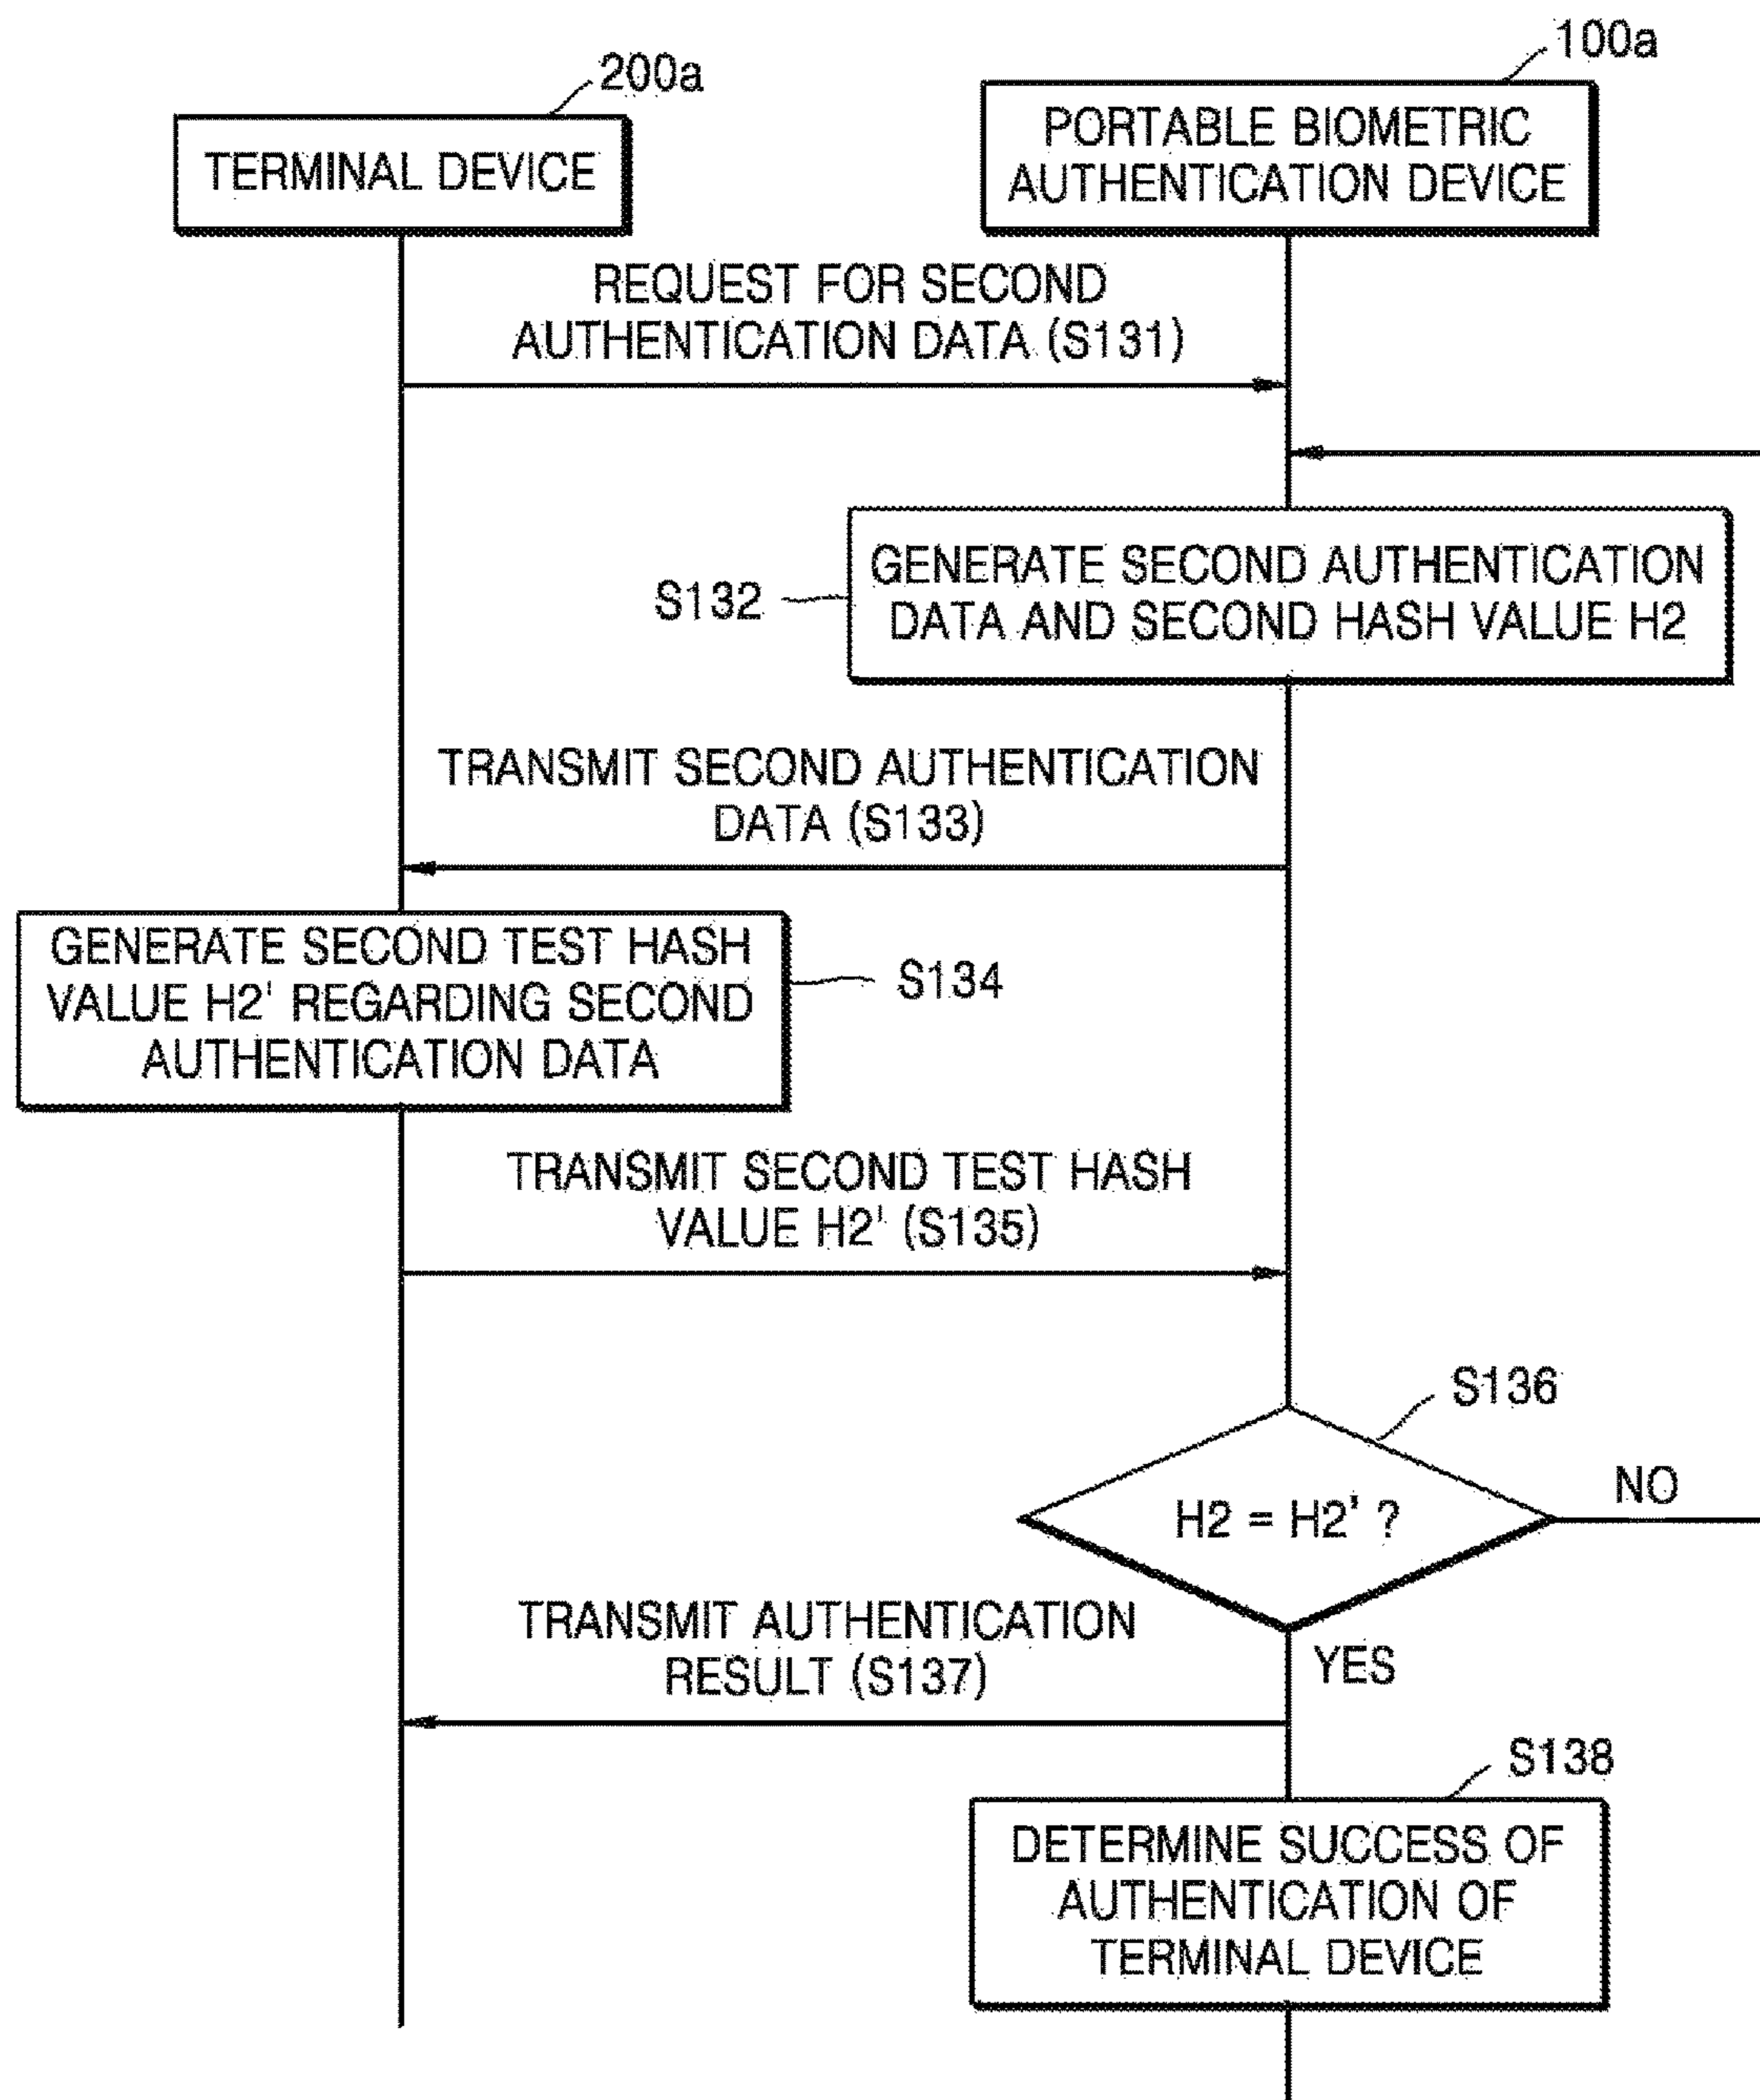 200a
100a
TERMINAL DEVICE
PORTABLE BIOMETRIC
AUTHENTICATION DEVICE
REQUEST FOR SECOND
AUTHENTICATION DATA (S131)
S132
GENERATE SECOND AUTHENTICATION
DATA AND SECOND HASH VALUE H2
TRANSMIT SECOND AUTHENTICATION
DATA (S133)
GENERATE SECOND TEST HASH
VALUE H2' REGARDING SECOND
AUTHENTICATION DATA
S134
TRANSMIT SECOND TEST HASH
VALUE H2' (S135)
S136
H2 = H2' ?
NO
YES
TRANSMIT AUTHENTICATION
RESULT (S137)
S138
DETERMINE SUCCESS OF
AUTHENTICATION OF
TERMINAL DEVICE